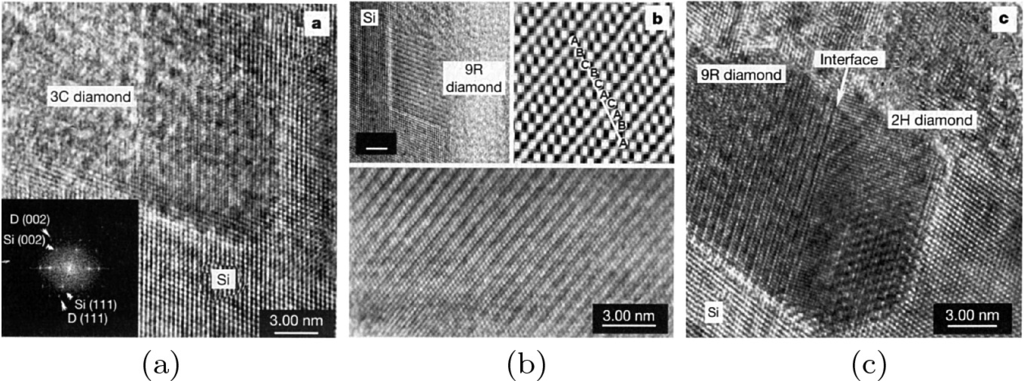 a
3C diamond
D (002)
Si (002)
Si (111)
D (111)
Si
3.00 nm
(a)
Si
b
9R
diamond
A
B
C
B
C
A
C
A
B
A
3.00 nm
(b)
c
Interface
9R diamond
2H diamond
Si
3.00 nm
(c)